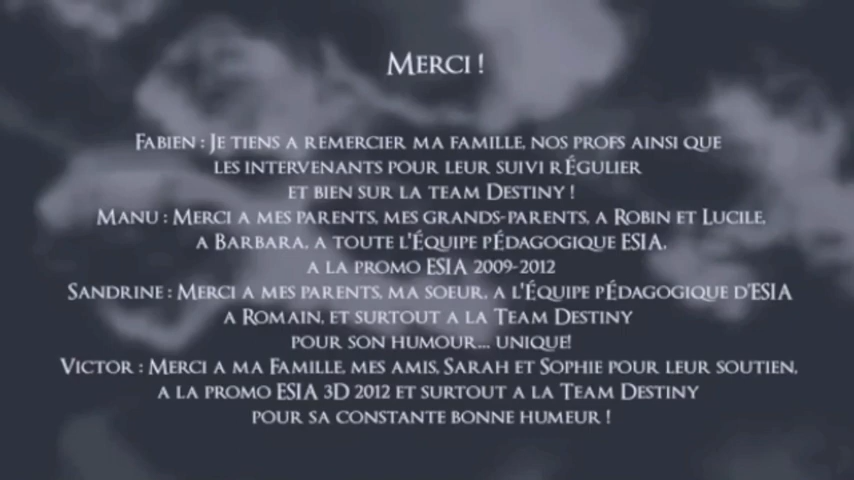 Merci !
Fabien : Je tiens a remercier ma famille, nos profs ainsi que
les intervenants pour leur suivi rÉgulier
et bien sur la team Destiny !
Manu : Merci a mes parents, mes grands-parents, a Robin et Lucile,
a Barbara, a toute l'Équipe pÉdagogique ESIA,
a la promo ESIA 2009-2012
Sandrine : Merci a mes parents, ma soeur, a l'Équipe pÉdagogique d'ESIA
a Romain, et surtout a la Team Destiny
pour son humour... unique!
Victor : Merci a ma Famille, mes amis, Sarah et Sophie pour leur soutien,
a la promo ESIA 3D 2012 et surtout a la Team Destiny
pour sa constante bonne humeur !